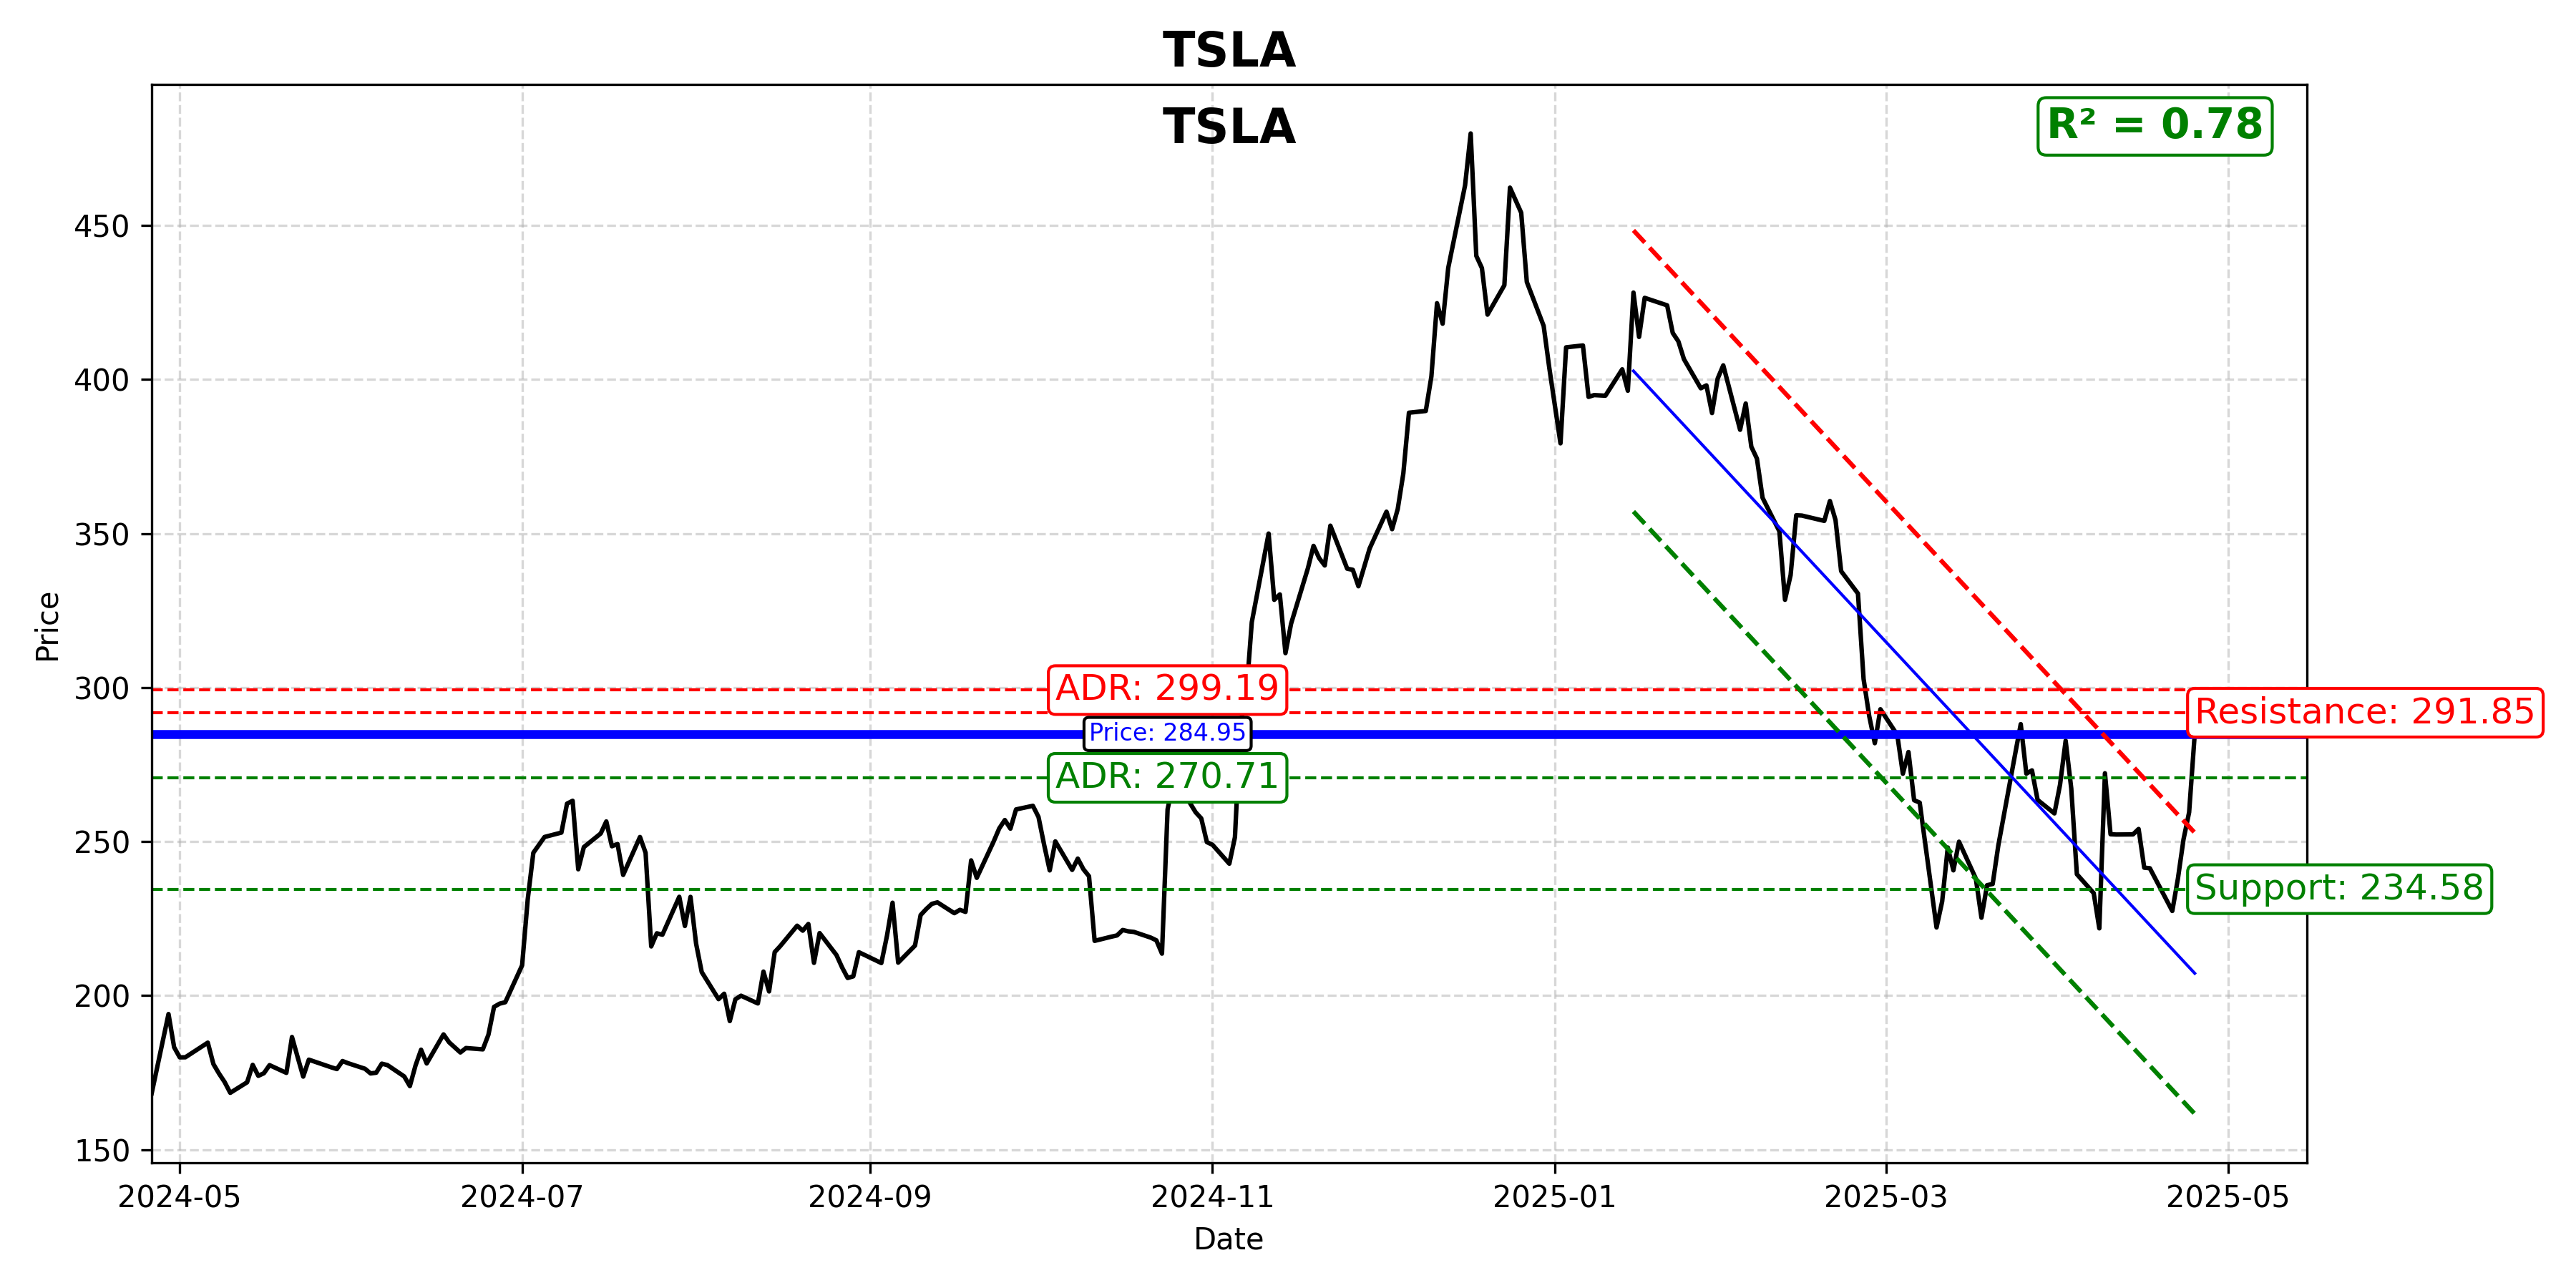 TSLA
TSLA
R² = 0.78
450
400
350
300
250
200
150
Price
ADR: 299.19
Resistance: 291.85
Price: 284.95
ADR: 270.71
Support: 234.58
2024-05
2024-07
2024-09
2024-11
2025-01
2025-03
2025-05
Date